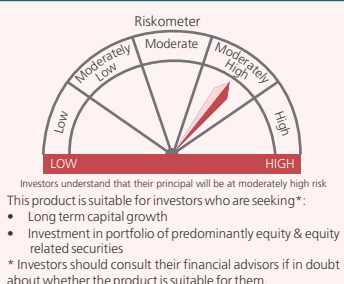 Riskometer
Moderate
Moderately
Low
Moderately
High
Low
High
LOW
HIGH
Investors understand that their principal will be at moderately high risk
This product is suitable for investors who are seeking*:
• Long term capital growth
• Investment in portfolio of predominantly equity & equity
related securities
* Investors should consult their financial advisors if in doubt
about whether the product is suitable for them.